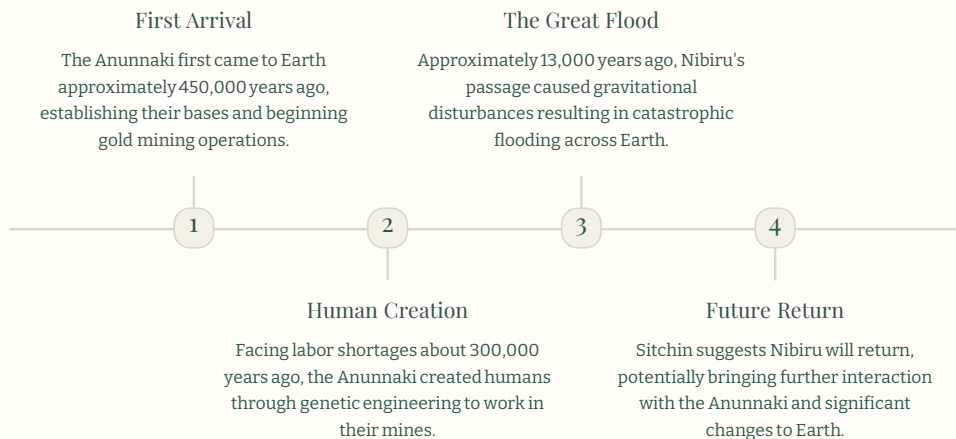 First Arrival
The Anunnaki first came to Earth
approximately 450,000 years ago,
establishing their bases and beginning
gold mining operations.
The Great Flood
Approximately 13,000 years ago, Nibiru's
passage caused gravitational
disturbances resulting in catastrophic
flooding across Earth.
1
2
3
4
Human Creation
Facing labor shortages about 300,000
years ago, the Anunnaki created humans
through genetic engineering to work in
their mines.
Future Return
Sitchin suggests Nibiru will return,
potentially bringing further interaction
with the Anunnaki and significant
changes to Earth.